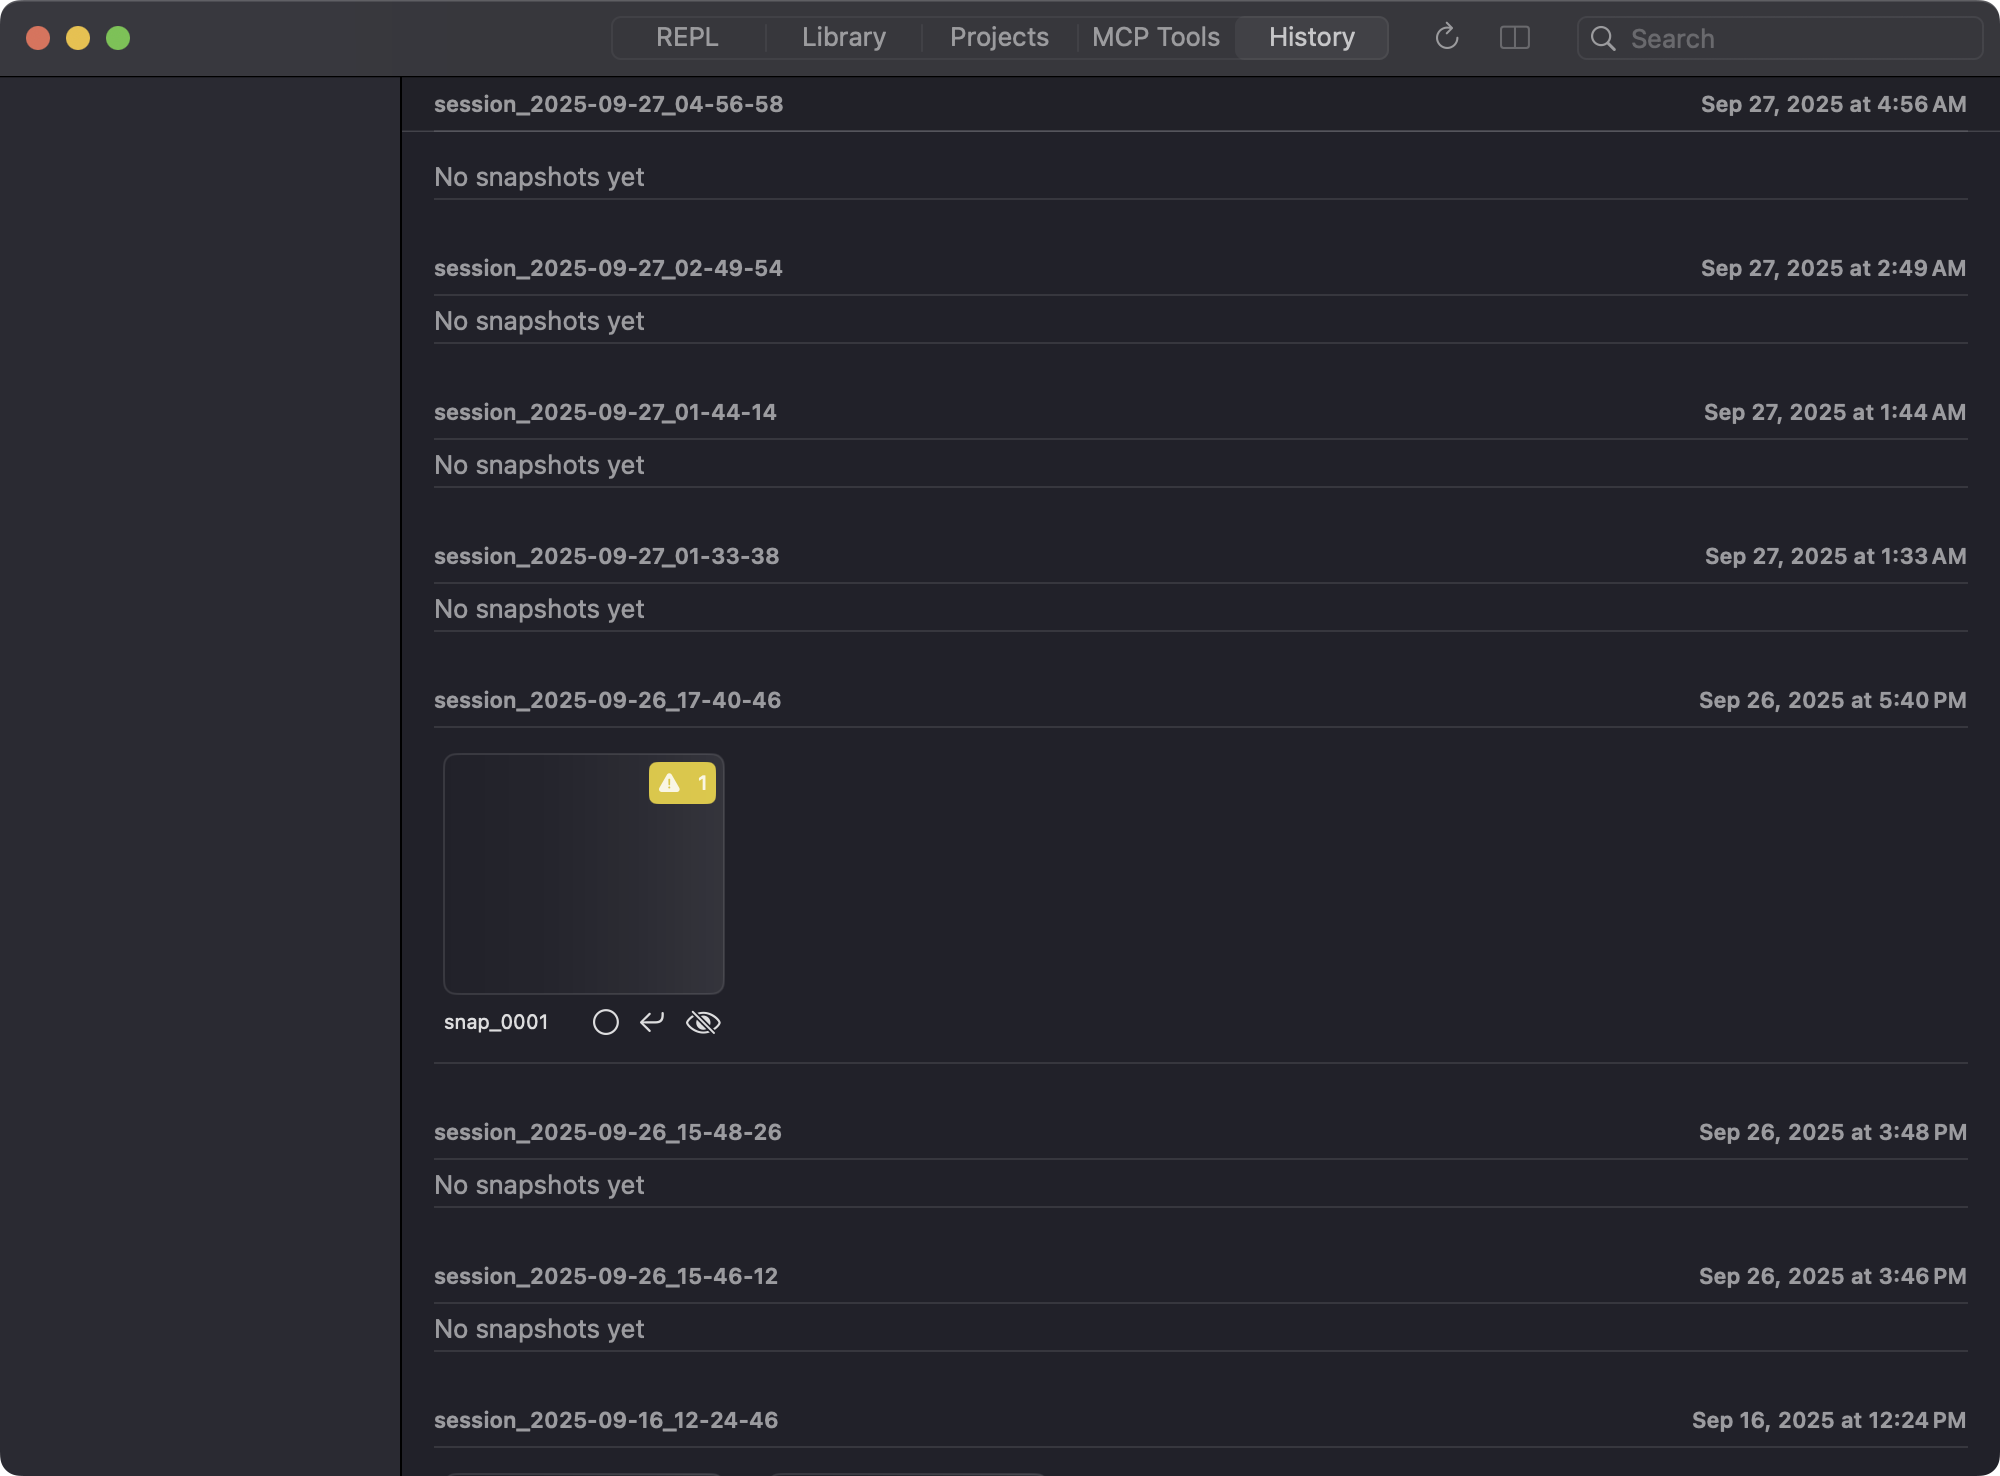 REPL Library Projects MCP Tools History Search
session_2025-09-27_04-56-58 Sep 27, 2025 at 4:56 AM
No snapshots yet
session_2025-09-27_02-49-54 Sep 27, 2025 at 2:49 AM
No snapshots yet
session_2025-09-27_01-44-14 Sep 27, 2025 at 1:44 AM
No snapshots yet
session_2025-09-27_01-33-38 Sep 27, 2025 at 1:33 AM
No snapshots yet
session_2025-09-26_17-40-46 Sep 26, 2025 at 5:40 PM
1
snap_0001
session_2025-09-26_15-48-26 Sep 26, 2025 at 3:48 PM
No snapshots yet
session_2025-09-26_15-46-12 Sep 26, 2025 at 3:46 PM
No snapshots yet
session_2025-09-16_12-24-46 Sep 16, 2025 at 12:24 PM